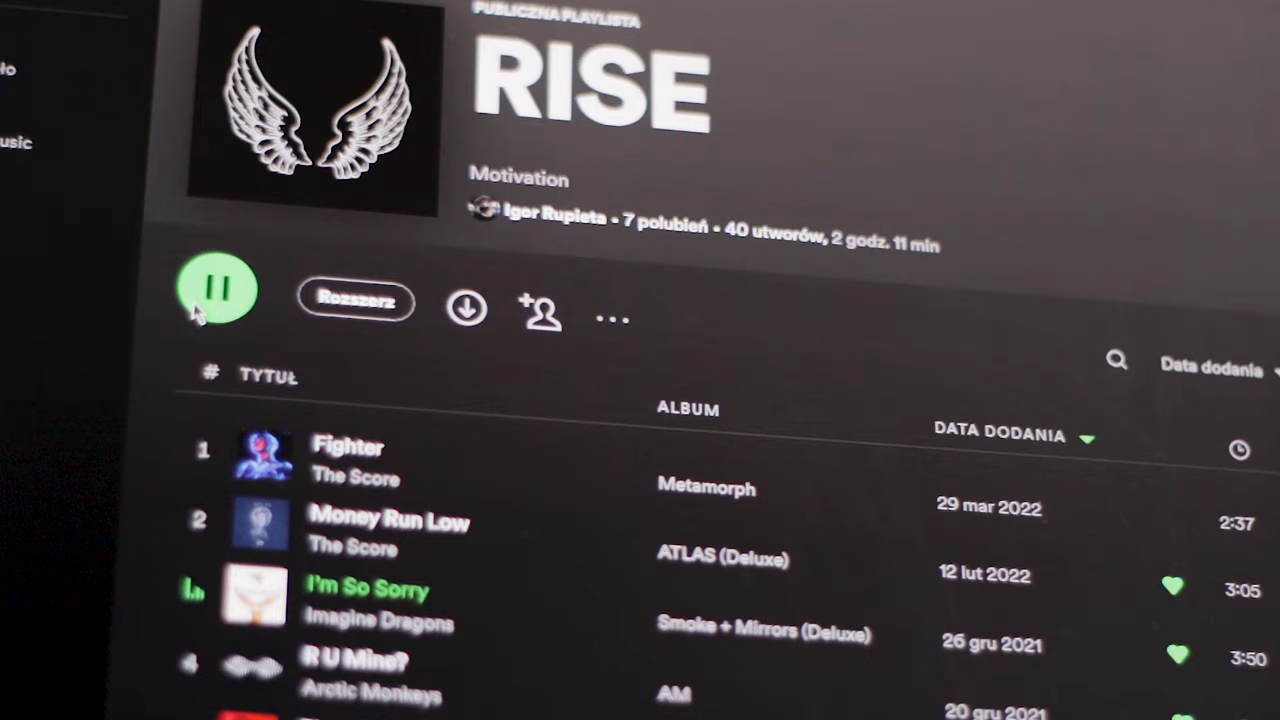 PUBLICZNA PLAYLISTA
RISE
Motivation
Igor Rupieta • 7 polubień • 40 utworów, 2 godz. 11 min
usic
Rozszerz
Data dodania
# TYTUŁ ALBUM DATA DODANIA
1 Fighter The Score Metamorph 29 mar 2022 2:37
2 Money Run Low The Score ATLAS (Deluxe) 12 lut 2022 3:05
I'm So Sorry Imagine Dragons Smoke + Mirrors (Deluxe) 26 gru 2021 3:50
4 R U Mine? Arctic Monkeys AM 20 gru 2021